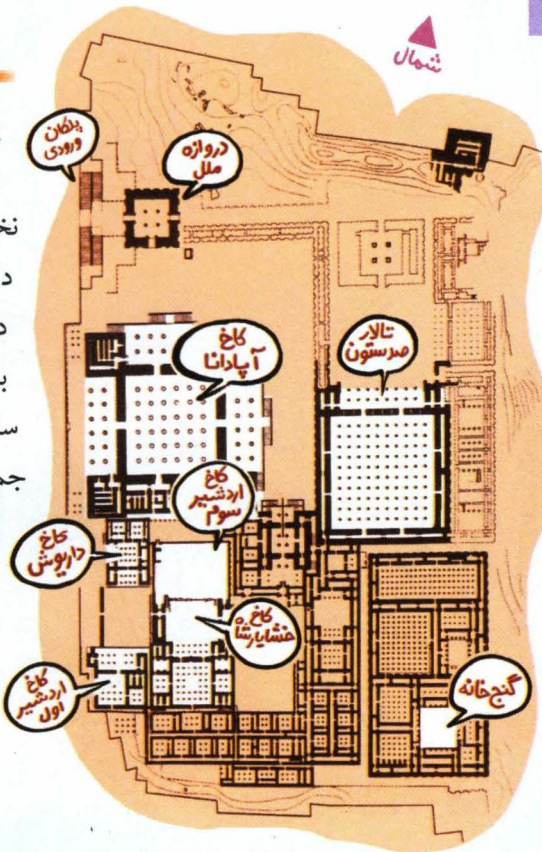 شمال
پلکان
ورودی
دروازه
ملل
کاخ
آپادانا
تالار
صدستون
کاخ
اردشیر
سوم
کاخ
داریوش
کاخ
خشایارشاه
کاخ
اردشیر
اول
گنج‌خانه